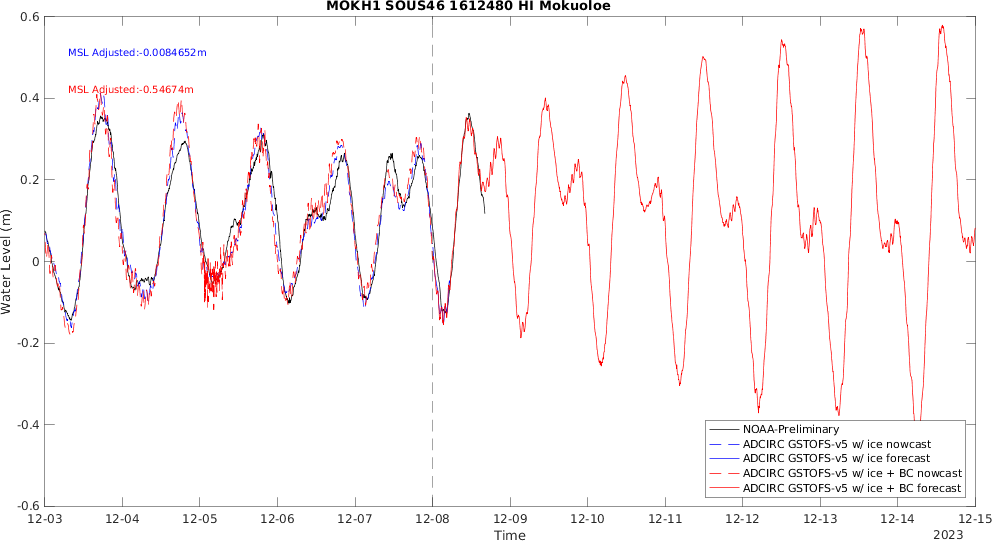 MOKH1 SOUS46 1612480 HI Mokuoloe
MSL Adjusted:-0.0084652m
MSL Adjusted:-0.54674m
Water Level (m)
0.6
0.4
0.2
0
-0.2
-0.4
-0.6
NOAA-Preliminary
ADCIRC GSTOFS-v5 w/ ice nowcast
ADCIRC GSTOFS-v5 w/ ice forecast
ADCIRC GSTOFS-v5 w/ ice + BC nowcast
ADCIRC GSTOFS-v5 w/ ice + BC forecast
12-03 12-04 12-05 12-06 12-07 12-08 12-09 12-10 12-11 12-12 12-13 12-14 12-15
Time
2023